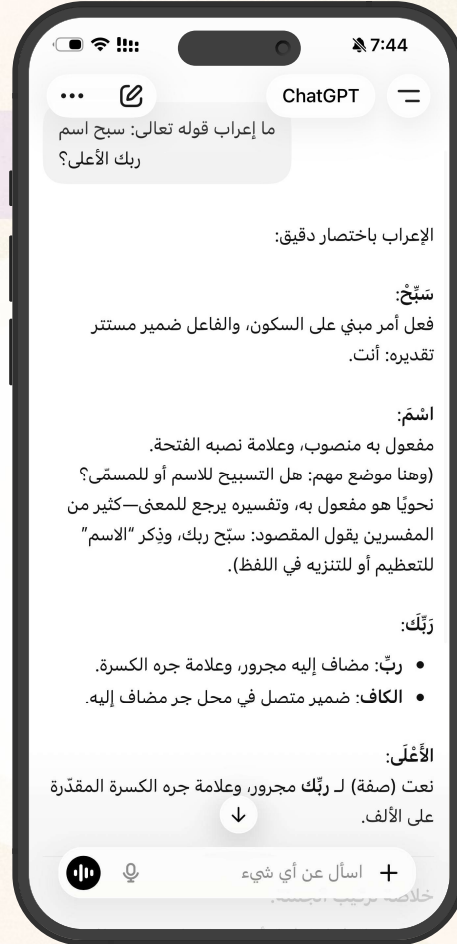 7:44
ChatGPT
ما إعراب قوله تعالى: سبح اسم
ربك الأعلى؟
الإعراب باختصار دقيق:
سَبِّحْ:
فعل أمر مبني على السكون، والفاعل ضمير مستتر
تقديره: أنت.
اسْمَ:
مفعول به منصوب، وعلامة نصبه الفتحة.
(وهنا موضع مهم: هل التسبيح للاسم أو للمسمّى؟
نحويًا هو مفعول به، وتفسيره يرجع للمعنى—كثير من
المفسرين يقول المقصود: سبّح ربك، وذِكر “الاسم”
للتعظيم أو للتنزيه في اللفظ).
رَبِّكَ:
• ربِّ: مضاف إليه مجرور، وعلامة جره الكسرة.
• الكاف: ضمير متصل في محل جر مضاف إليه.
الأَعْلَى:
نعت (صفة) لـ ربِّك مجرور، وعلامة جره الكسرة المقدّرة
على الألف.
اسأل عن أي شيء
خلاصة تركيب الجملة: